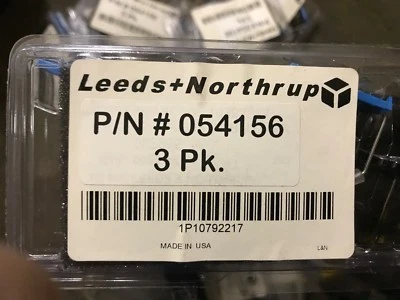 Leeds+Northrup
P/N # 054156
3 Pk.
1P10792217
MADE IN USA
L&N